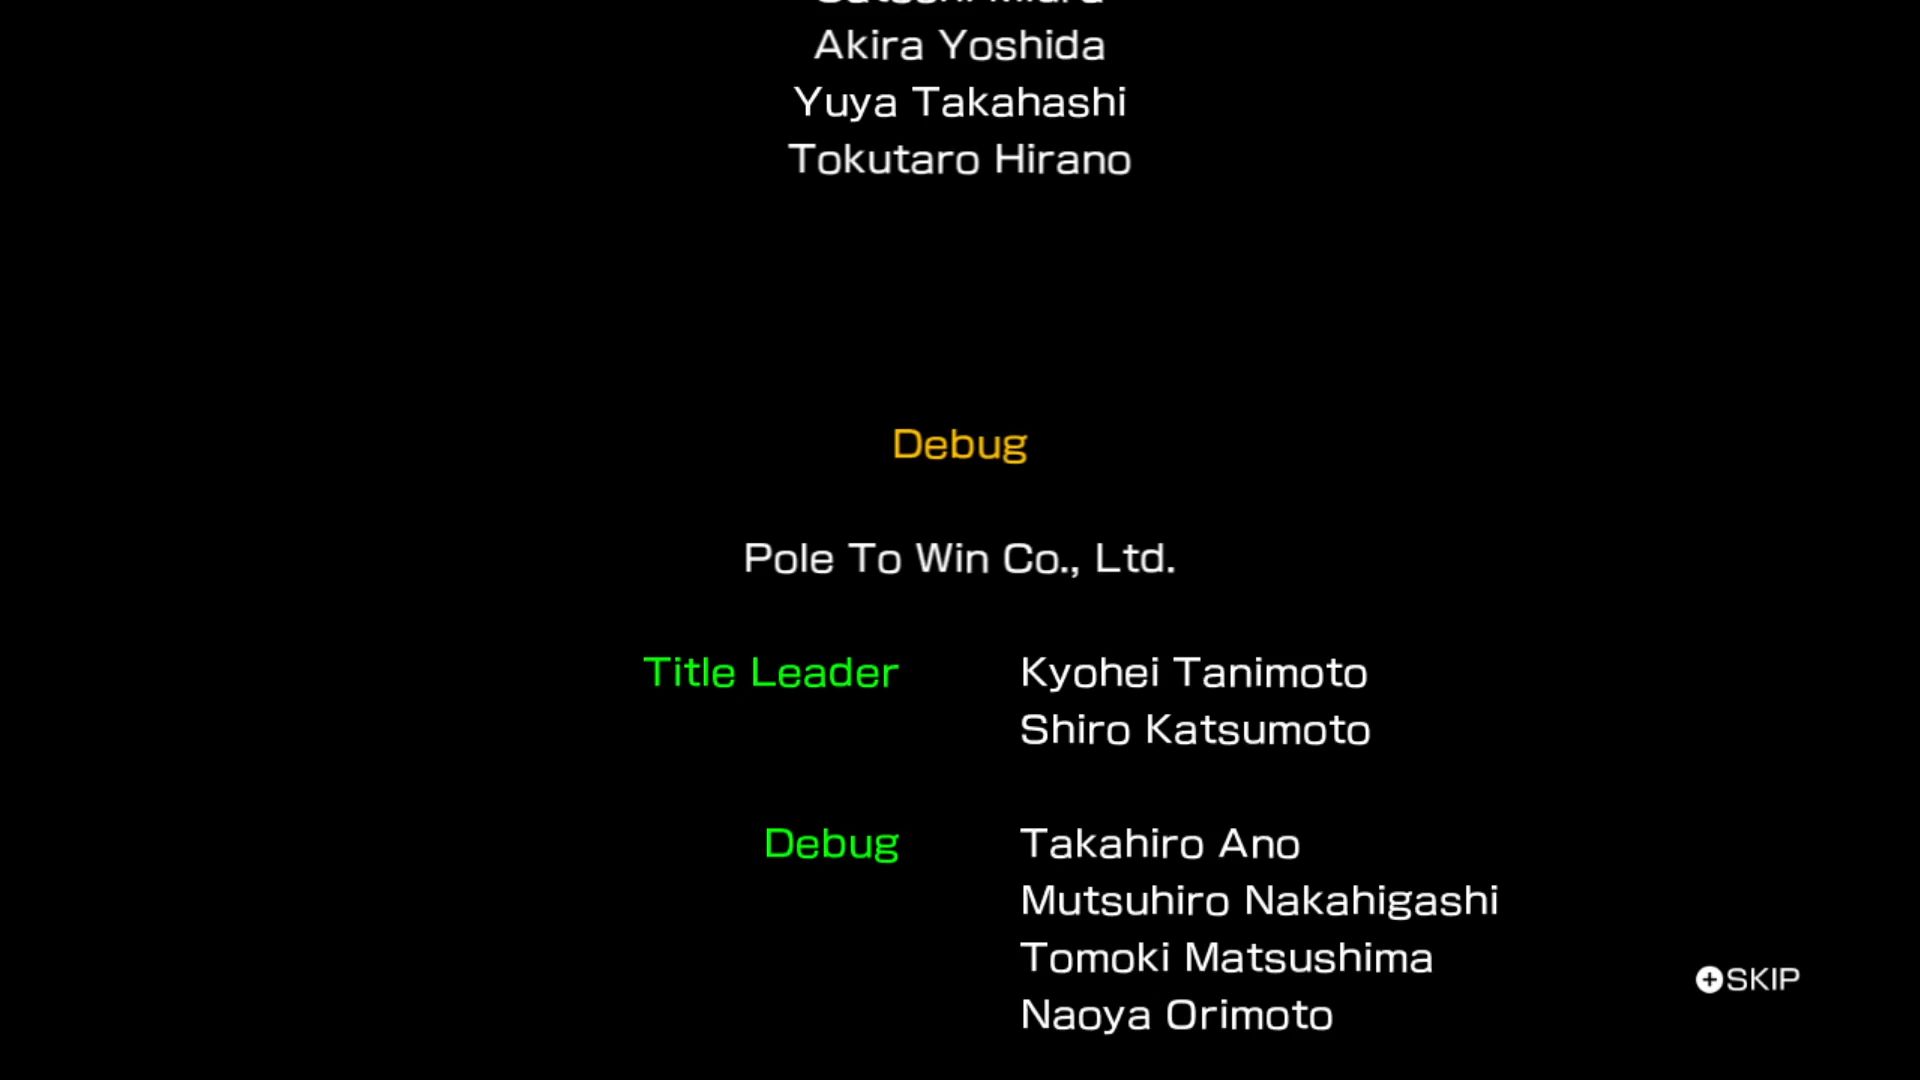 Akira Yoshida
Yuya Takahashi
Tokutaro Hirano
Debug
Pole To Win Co., Ltd.
Title Leader Kyohei Tanimoto
Shiro Katsumoto
Debug Takahiro Ano
Mutsuhiro Nakahigashi
Tomoki Matsushima
Naoya Orimoto
SKIP